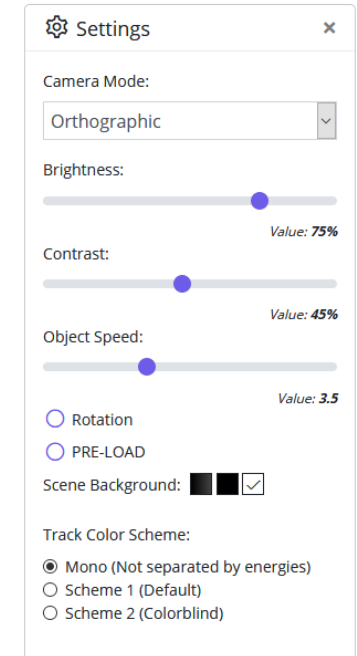 Settings ×
Camera Mode:
Orthographic
Brightness:
Value: 75%
Contrast:
Value: 45%
Object Speed:
Value: 3.5
Rotation
PRE-LOAD
Scene Background:
Track Color Scheme:
Mono (Not separated by energies)
Scheme 1 (Default)
Scheme 2 (Colorblind)